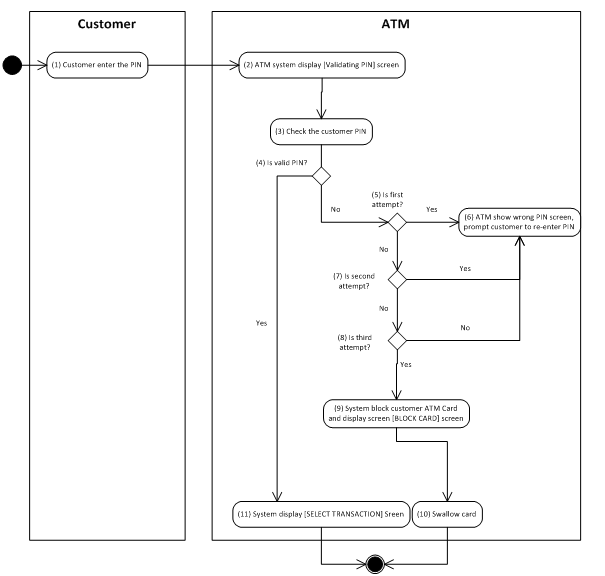 Customer
ATM
(1) Customer enter the PIN
(2) ATM system display [Validating PIN] screen
(3) Check the customer PIN
(4) Is valid PIN?
(5) Is first
attempt?
Yes
(6) ATM show wrong PIN screen,
prompt customer to re-enter PIN
No
No
(7) Is second
attempt?
Yes
No
Yes
No
(8) Is third
attempt?
Yes
(9) System block customer ATM Card
and display screen [BLOCK CARD] screen
(11) System display [SELECT TRANSACTION] Sreen
(10) Swallow card